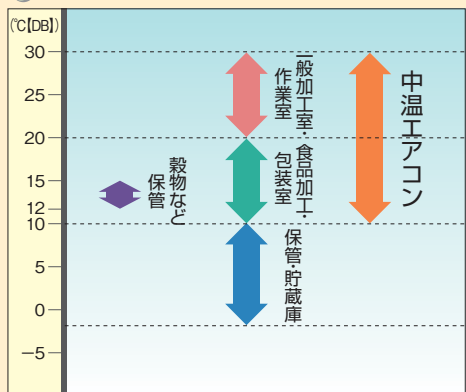 (℃【DB】)
30
25
20
15
12
10
5
0
−5
穀物など
保管
一般加工室・
作業室
食品加工・
包装室
保管・貯蔵庫
中温エアコン